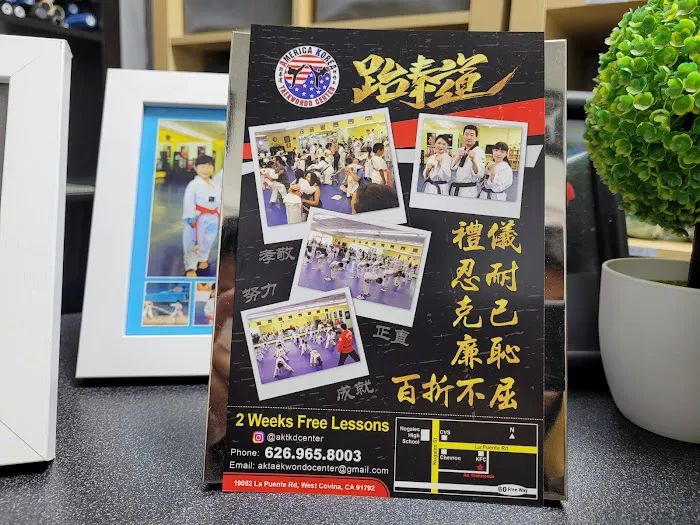 AMERICA KOREA
TAEKWONDO CENTER
跆拳道
禮儀
忍耐
克己
廉恥
百折不屈
孝敬
努力
正直
成就
2 Weeks Free Lessons
@aktkdcenter
Phone: 626.965.8003
Email: aktaekwondocenter@gmail.com
19052 La Puente Rd, West Covina, CA 91792
Nogales
High
School
CVS
N
La Puente Rd
Chevron
KFC
60 Free Way